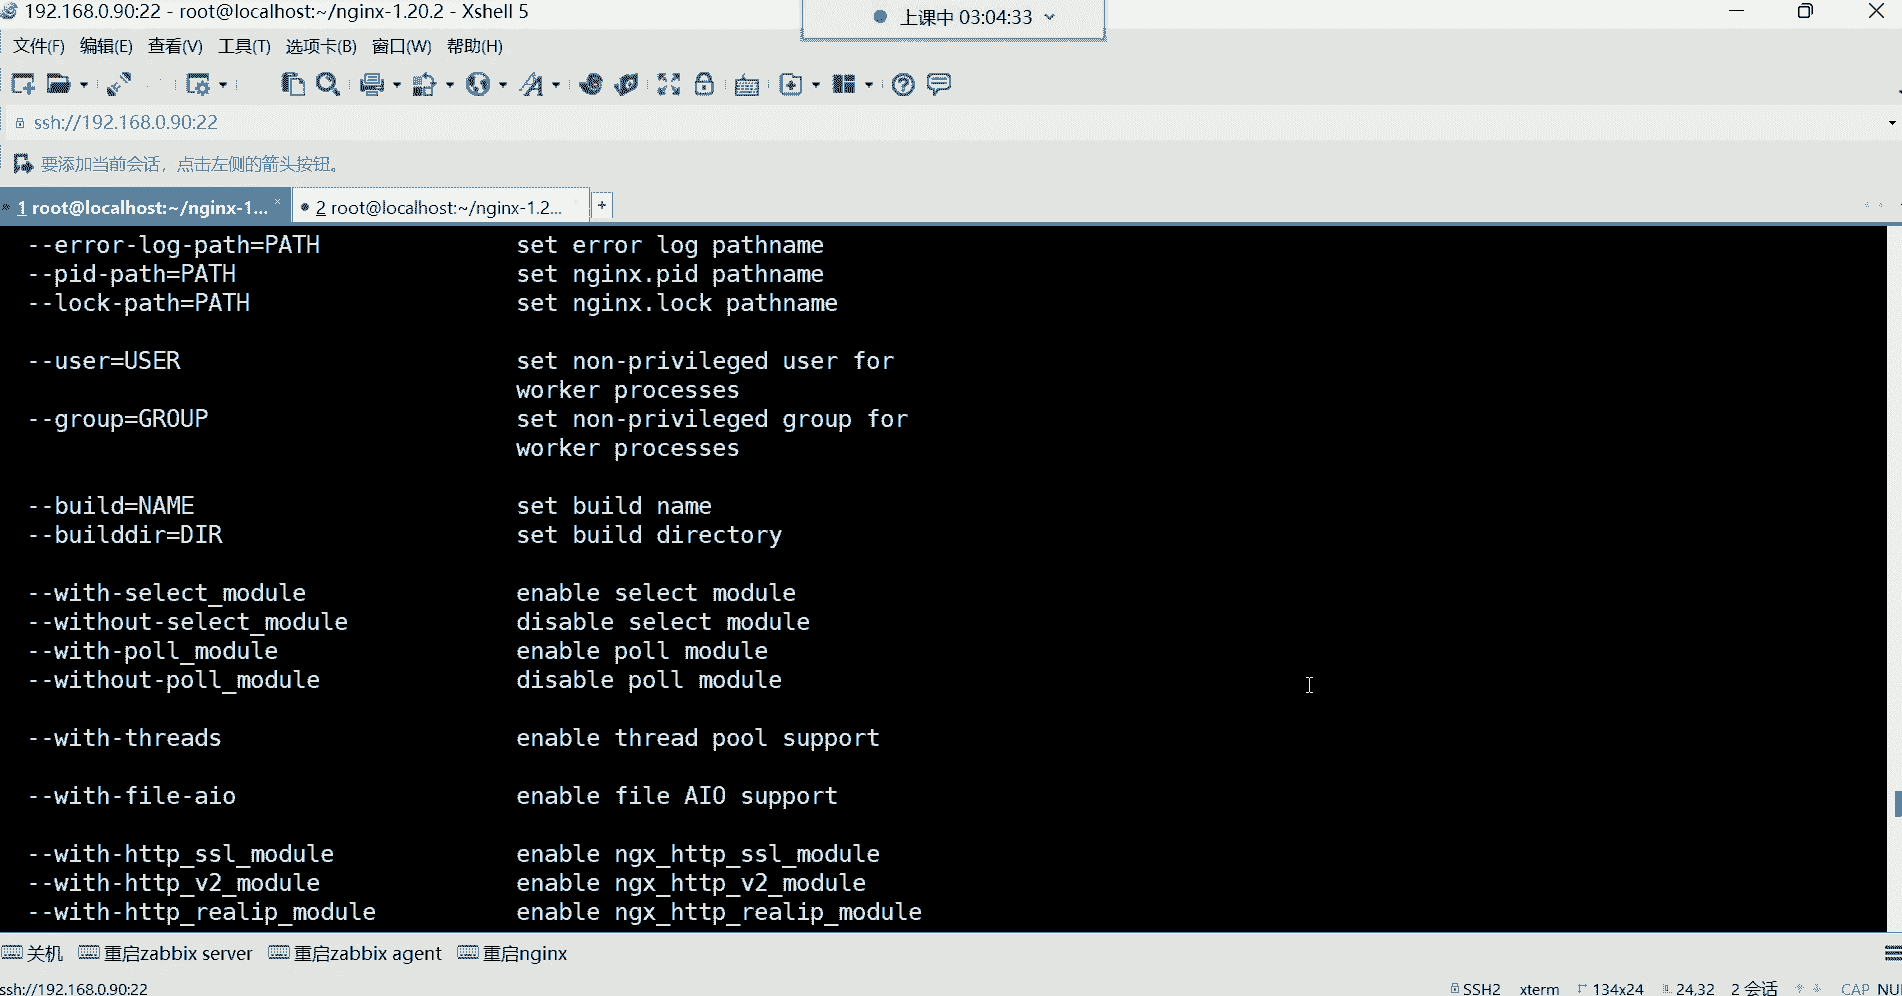 192.168.0.90:22 - root@localhost:~/nginx-1.20.2 - Xshell 5
上课中 03:04:33
文件(F) 编辑(E) 查看(V) 工具(T) 选项卡(B) 窗口(W) 帮助(H)
ssh://192.168.0.90:22
要添加当前会话，点击左侧的箭头按钮。
1 root@localhost:~/nginx-1... × 2 root@localhost:~/nginx-1.2... +
--error-log-path=PATH set error log pathname
--pid-path=PATH set nginx.pid pathname
--lock-path=PATH set nginx.lock pathname
--user=USER set non-privileged user for
worker processes
--group=GROUP set non-privileged group for
worker processes
--build=NAME set build name
--builddir=DIR set build directory
--with-select_module enable select module
--without-select_module disable select module
--with-poll_module enable poll module
--without-poll_module disable poll module
--with-threads enable thread pool support
--with-file-aio enable file AIO support
--with-http_ssl_module enable ngx_http_ssl_module
--with-http_v2_module enable ngx_http_v2_module
--with-http_realip_module enable ngx_http_realip_module
关机 重启zabbix server 重启zabbix agent 重启nginx
ssh://192.168.0.90:22 SSH2 xterm 134x24 24,32 2 会话 CAP NU